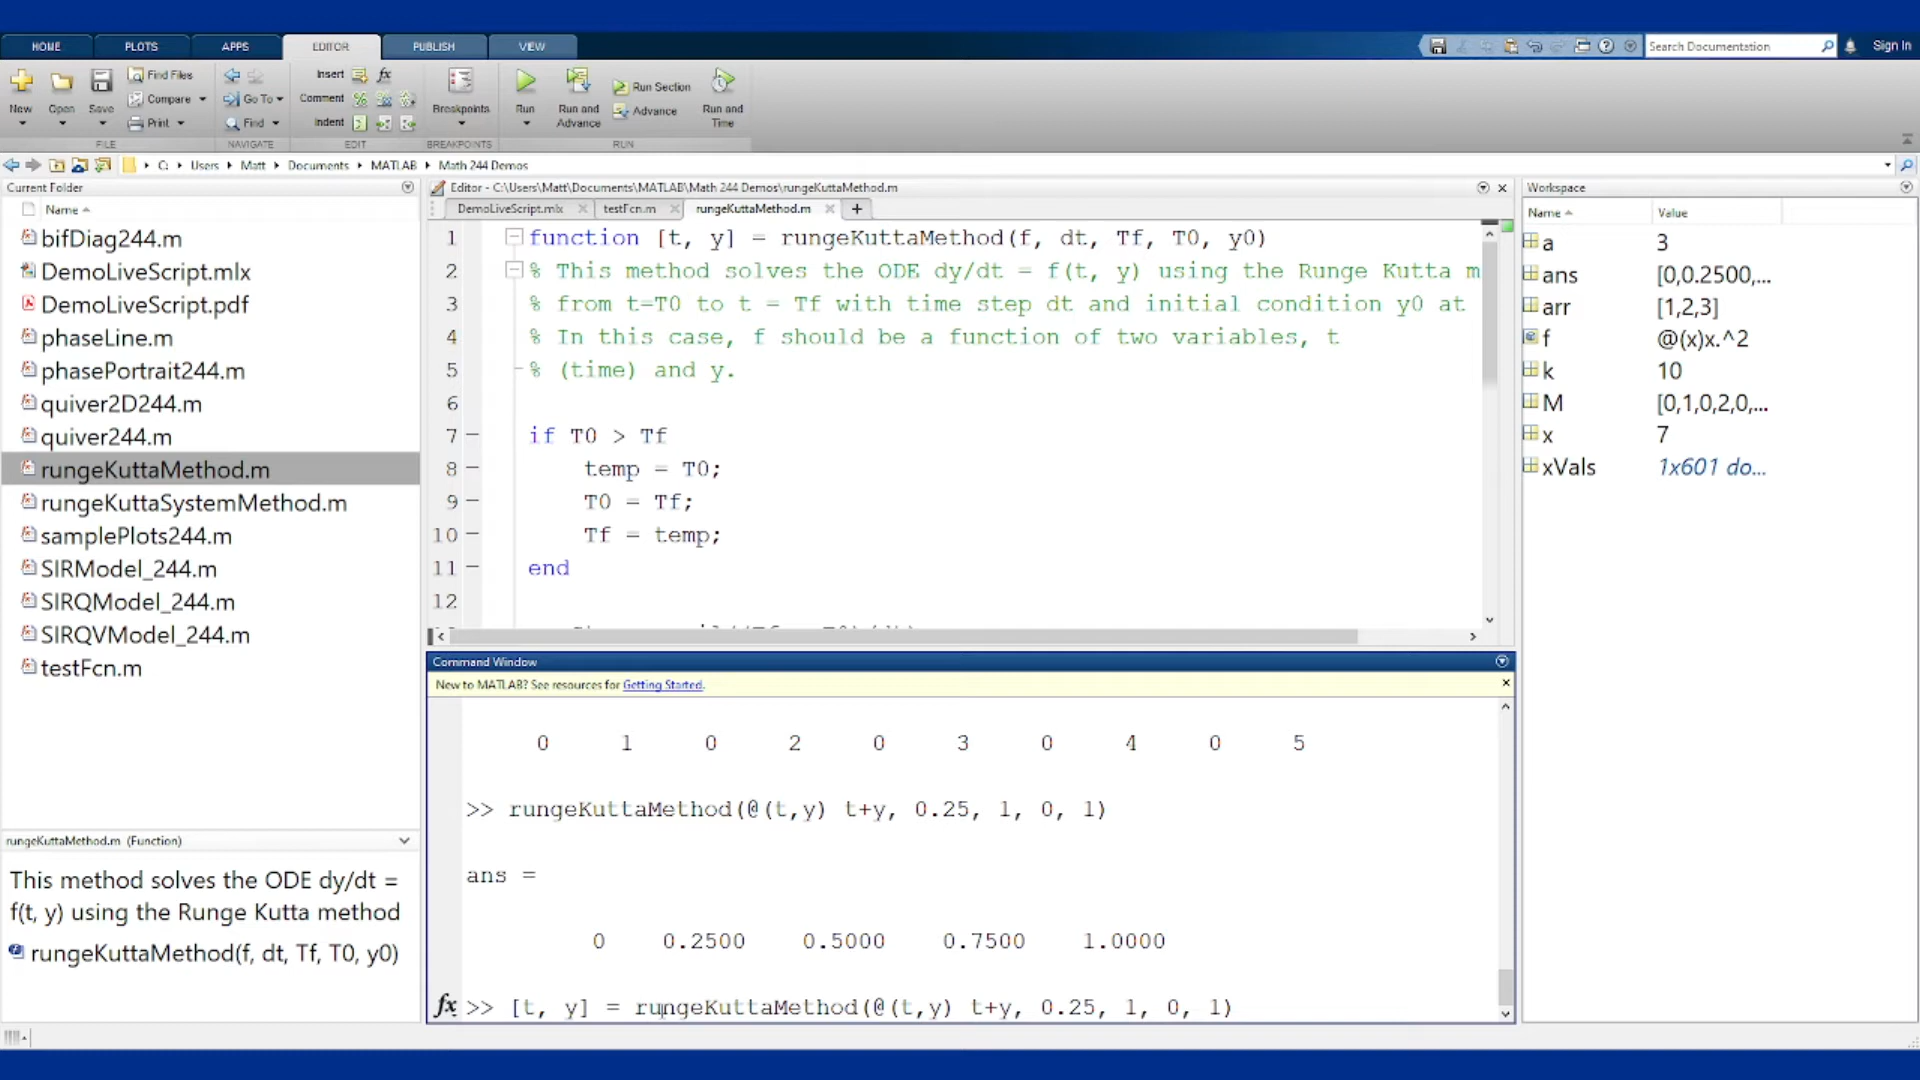 HOME PLOTS APPS EDITOR PUBLISH VIEW Search Documentation Sign In
New Open Save Find Files Compare Print
Go To Find
Insert fx
Comment
Indent
Breakpoints Run Run and Advance Run Section Advance Run and Time
FILE NAVIGATE EDIT BREAKPOINTS RUN
C: Users Matt Documents MATLAB Math 244 Demos
Current Folder
Name
bifDiag244.m
DemoLiveScript.mlx
DemoLiveScript.pdf
phaseLine.m
phasePortrait244.m
quiver2D244.m
quiver244.m
rungeKuttaMethod.m
rungeKuttaSystemMethod.m
samplePlots244.m
SIRModel_244.m
SIRQModel_244.m
SIRQVModel_244.m
testFcn.m
rungeKuttaMethod.m (Function)
This method solves the ODE dy/dt =
f(t, y) using the Runge Kutta method
rungeKuttaMethod(f, dt, Tf, T0, y0)
Editor - C:\Users\Matt\Documents\MATLAB\Math 244 Demos\rungeKuttaMethod.m
DemoLiveScript.mlx testFcn.m rungeKuttaMethod.m
1 function [t, y] = rungeKuttaMethod(f, dt, Tf, T0, y0)
2 % This method solves the ODE dy/dt = f(t, y) using the Runge Kutta m
3 % from t=T0 to t = Tf with time step dt and initial condition y0 at
4 % In this case, f should be a function of two variables, t
5 % (time) and y.
6
7 if T0 > Tf
8 temp = T0;
9 T0 = Tf;
10 Tf = temp;
11 end
12
Command Window
New to MATLAB? See resources for Getting Started.
0 1 0 2 0 3 0 4 0 5
>> rungeKuttaMethod(@(t,y) t+y, 0.25, 1, 0, 1)
ans =
0 0.2500 0.5000 0.7500 1.0000
fx >> [t, y] = rungeKuttaMethod(@(t,y) t+y, 0.25, 1, 0, 1)
Workspace
Name Value
a 3
ans [0,0.2500,...
arr [1,2,3]
f @(x)x.^2
k 10
M [0,1,0,2,0,...
x 7
xVals 1x601 do...